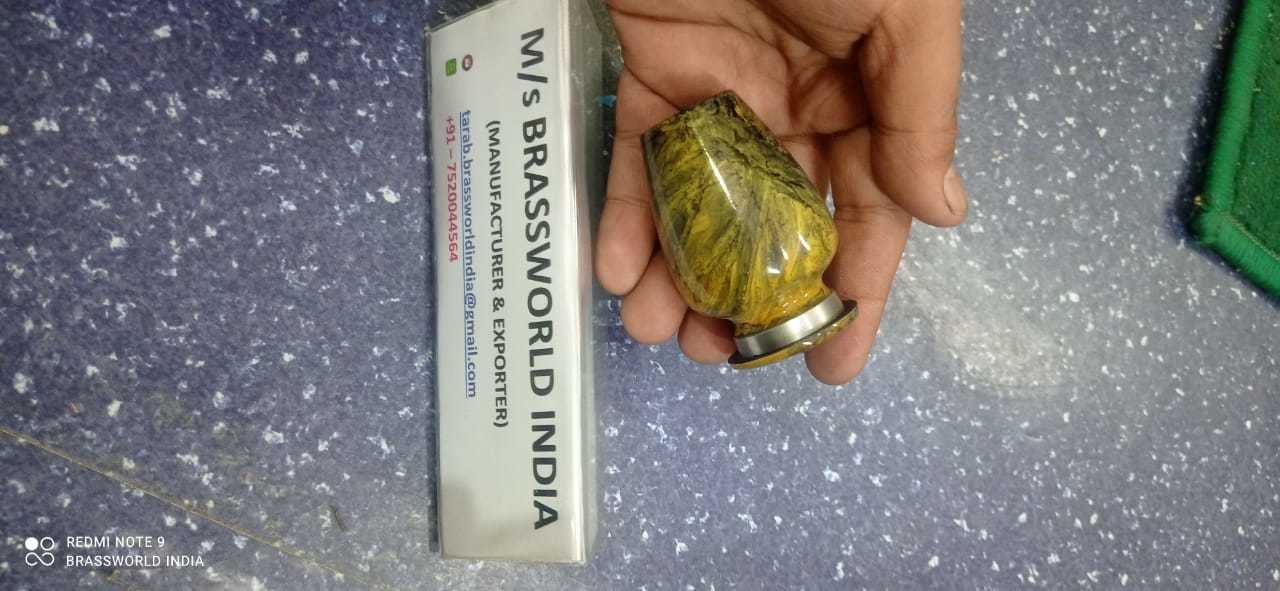 M/s BRASSWORLD INDIA
(MANUFACTURER & EXPORTER)
tarab.brassworldindia@gmail.com
+91 – 7520044564
REDMI NOTE 9
BRASSWORLD INDIA